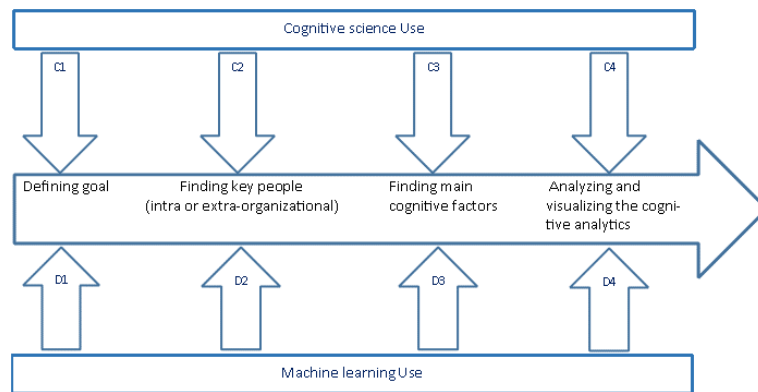 Cognitive science Use
C1 C2 C3 C4
Defining goal
Finding key people
(intra or extra-organizational)
Finding main
cognitive factors
Analyzing and
visualizing the cogni-
tive analytics
D1 D2 D3 D4
Machine learning Use